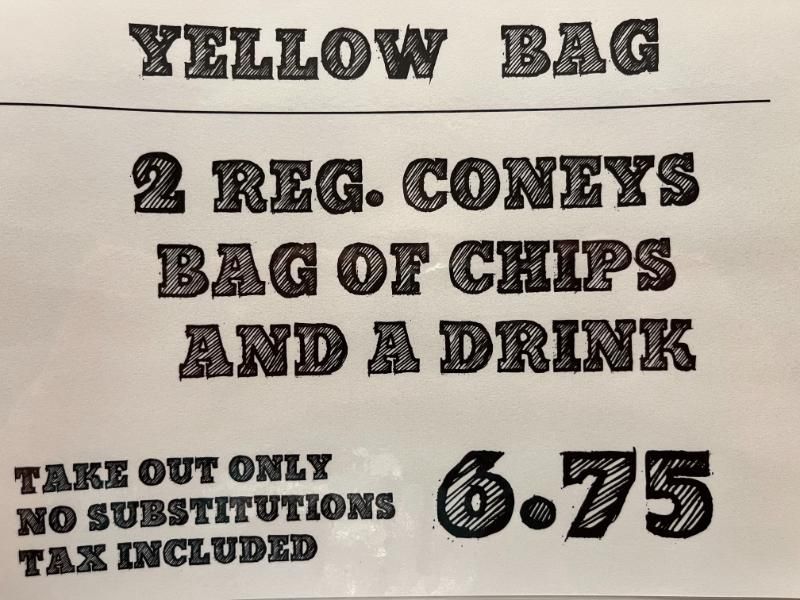 YELLOW BAG
2 REG. CONEYS
BAG OF CHIPS
AND A DRINK
TAKE OUT ONLY
NO SUBSTITUTIONS
TAX INCLUDED
6.75